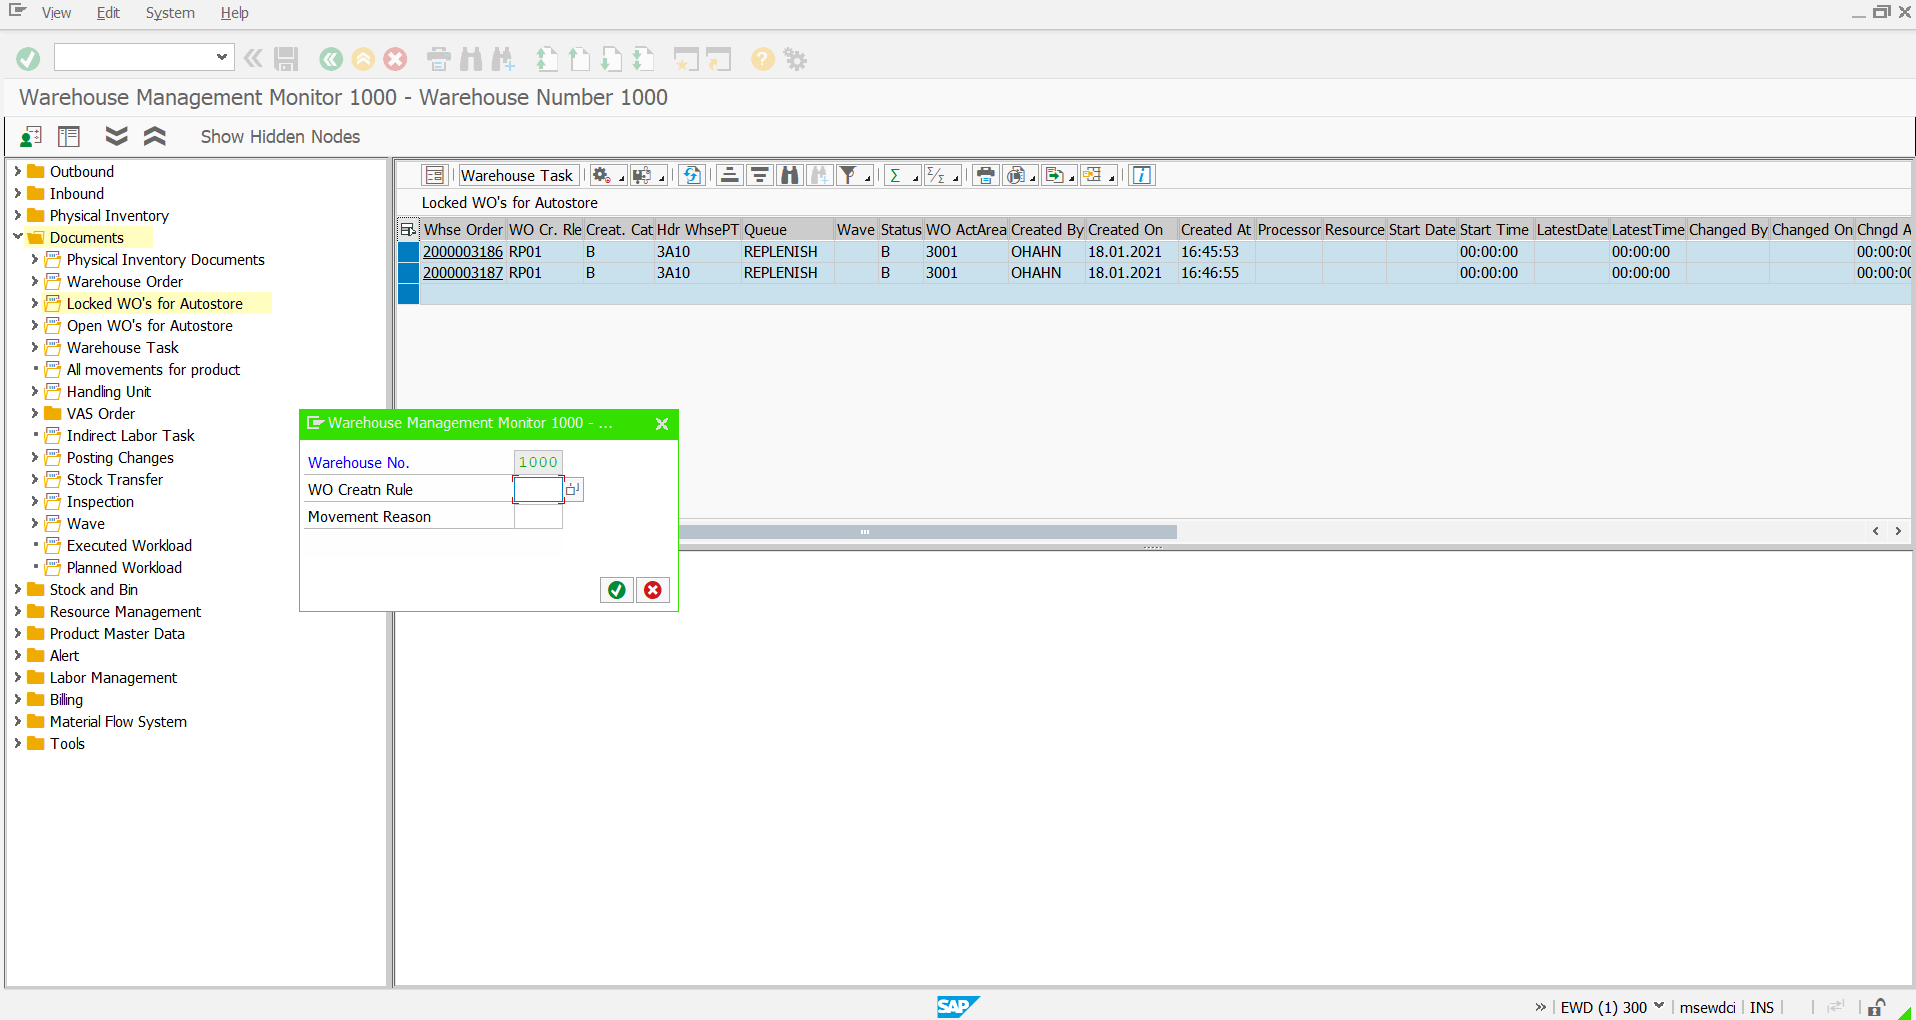 View Edit System Help
Warehouse Management Monitor 1000 - Warehouse Number 1000
Show Hidden Nodes
Outbound
Inbound
Physical Inventory
Documents
Physical Inventory Documents
Warehouse Order
Locked WO's for Autostore
Open WO's for Autostore
Warehouse Task
All movements for product
Handling Unit
VAS Order
Indirect Labor Task
Posting Changes
Stock Transfer
Inspection
Wave
Executed Workload
Planned Workload
Stock and Bin
Resource Management
Product Master Data
Alert
Labor Management
Billing
Material Flow System
Tools
Warehouse Task
Locked WO's for Autostore
Whse Order WO Cr. Rle Creat. Cat Hdr WhsePT Queue Wave Status WO ActArea Created By Created On Created At Processor Resource Start Date Start Time LatestDate LatestTime Changed By Changed On Chngd A
2000003186 RP01 B 3A10 REPLENISH B 3001 OHAHN 18.01.2021 16:45:53 00:00:00 00:00:00 00:00:00
2000003187 RP01 B 3A10 REPLENISH B 3001 OHAHN 18.01.2021 16:46:55 00:00:00 00:00:00 00:00:00
Warehouse Management Monitor 1000 - ...
Warehouse No. 1000
WO Creatn Rule
Movement Reason
SAP
EWD (1) 300 msewdci INS